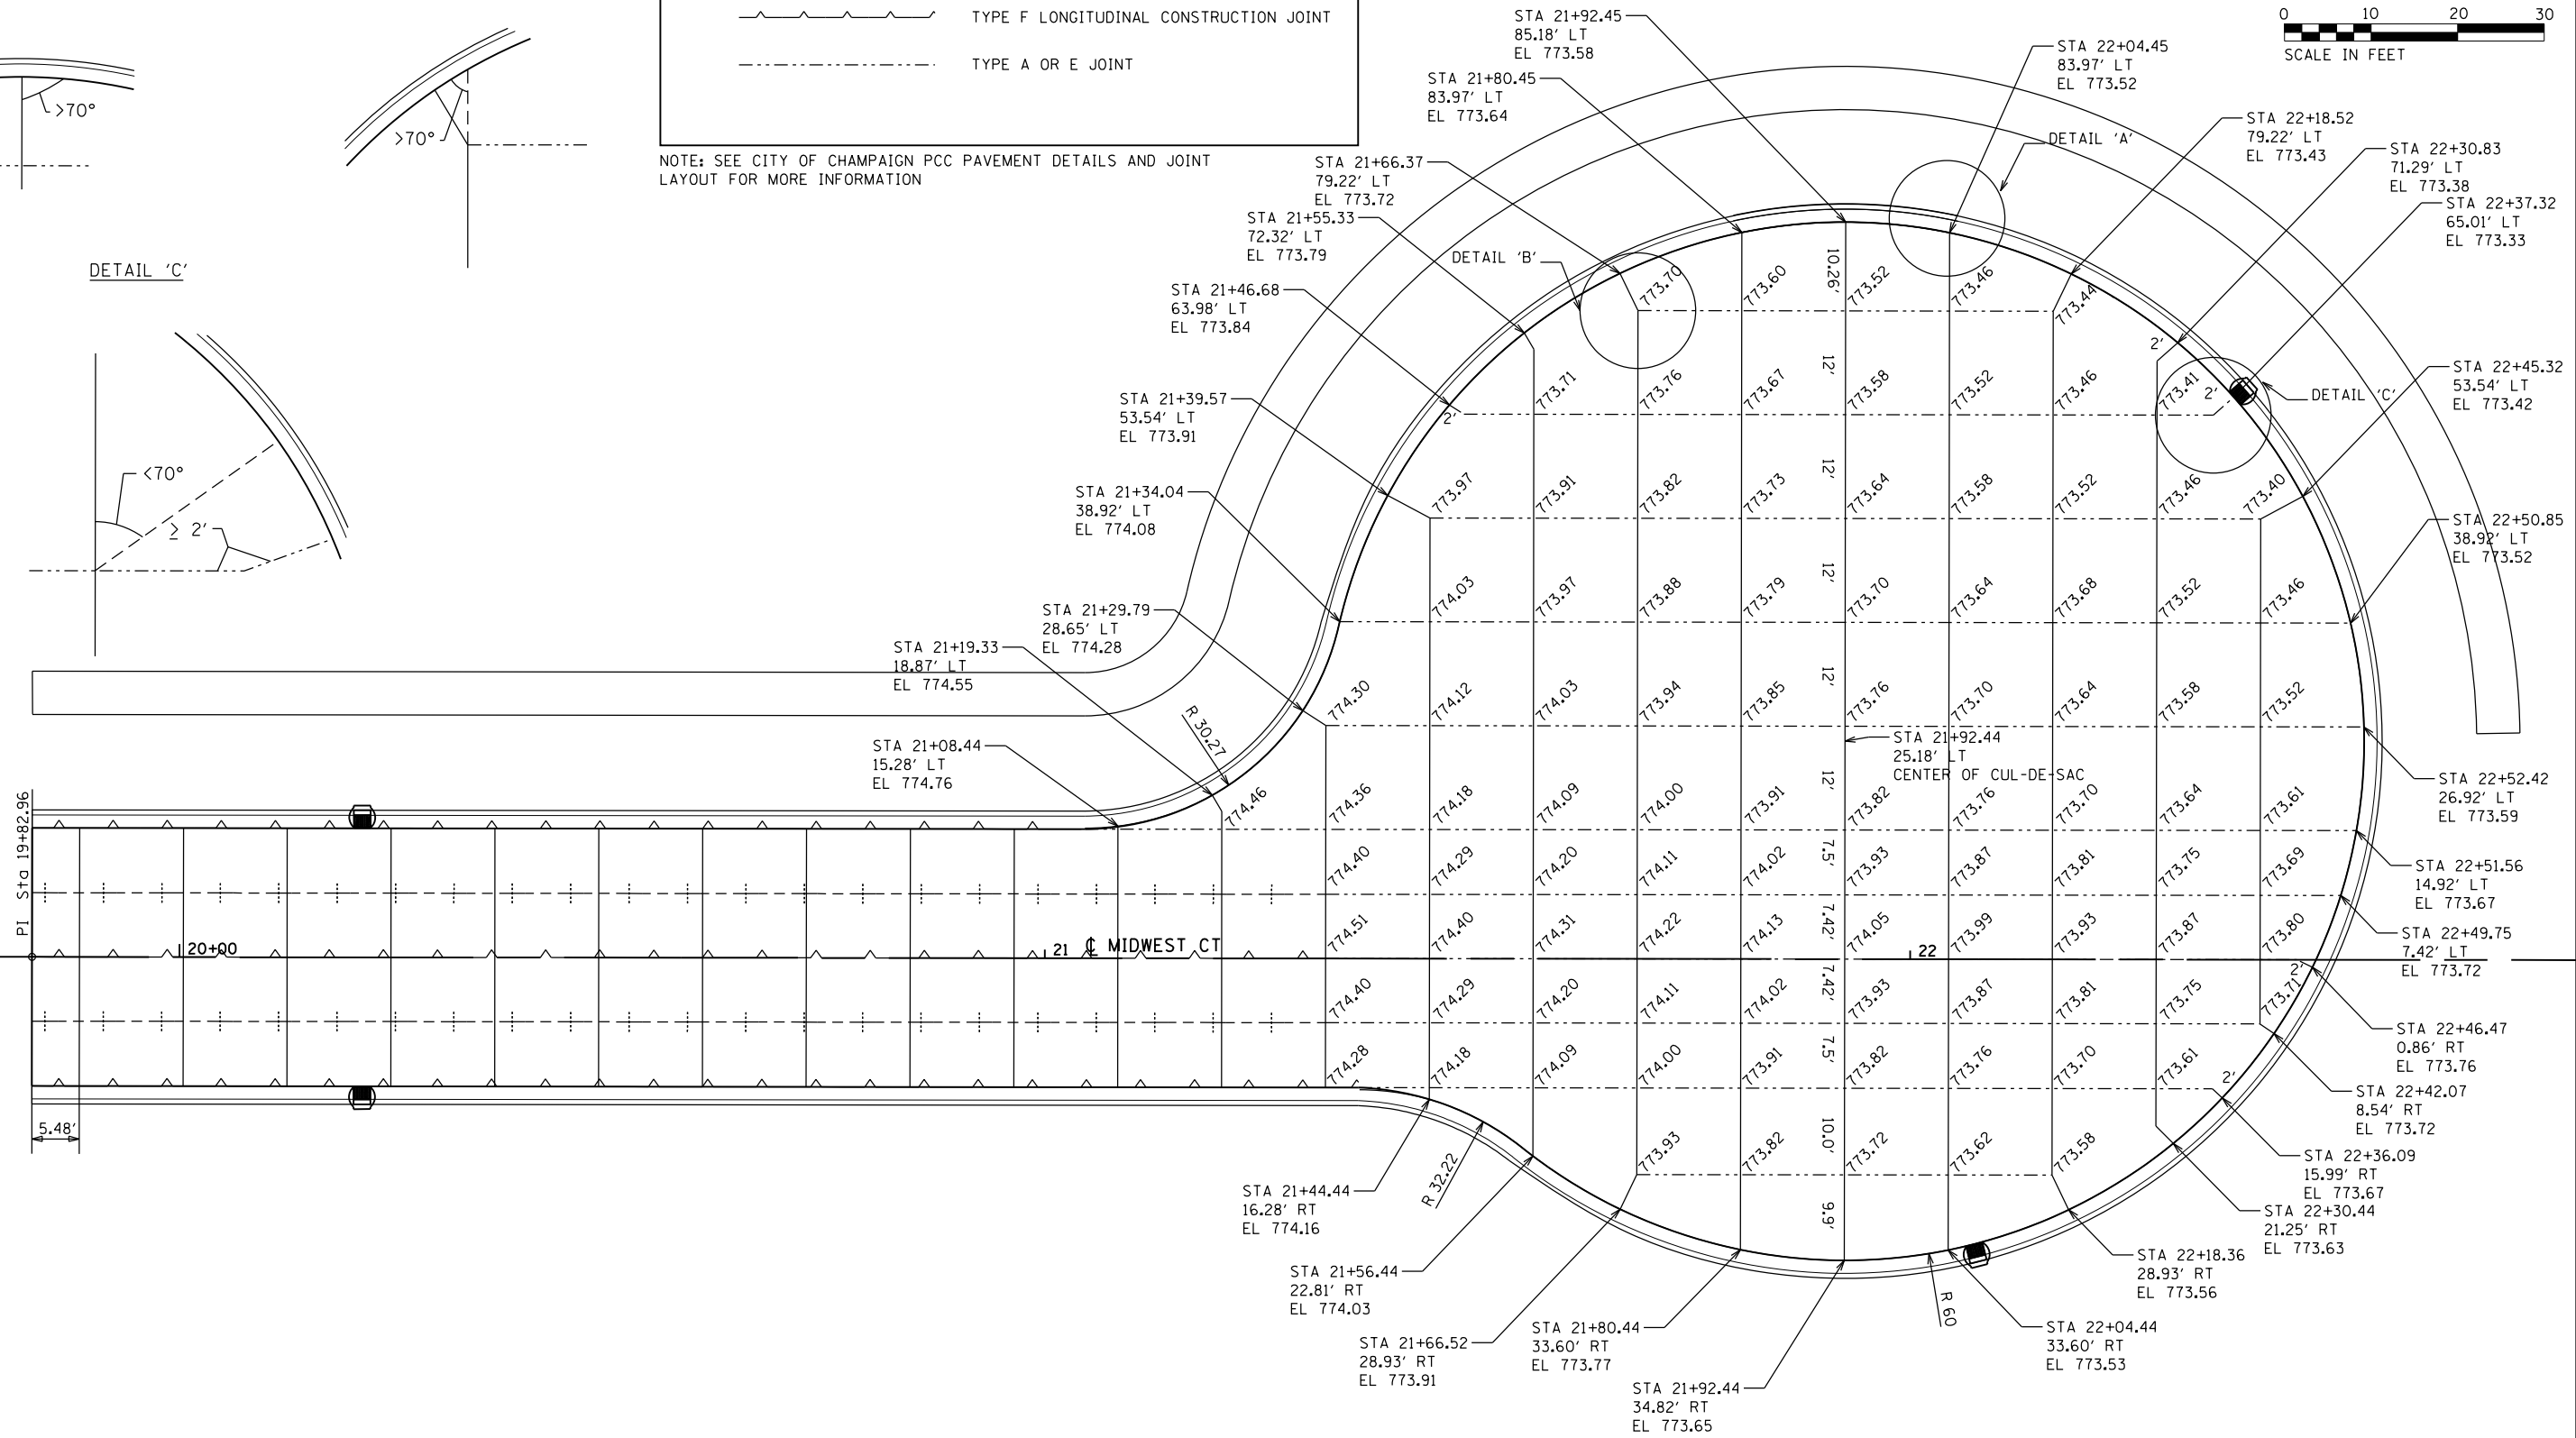 TYPE F LONGITUDINAL CONSTRUCTION JOINT
TYPE A OR E JOINT
NOTE: SEE CITY OF CHAMPAIGN PCC PAVEMENT DETAILS AND JOINT
LAYOUT FOR MORE INFORMATION
0 10 20 30
SCALE IN FEET
>70°
>70°
DETAIL 'C'
<70°
≥ 2'
STA 21+92.45
85.18' LT
EL 773.58
STA 21+80.45
83.97' LT
EL 773.64
STA 21+66.37
79.22' LT
EL 773.72
STA 21+55.33
72.32' LT
EL 773.79
STA 21+46.68
63.98' LT
EL 773.84
STA 21+39.57
53.54' LT
EL 773.91
STA 21+34.04
38.92' LT
EL 774.08
STA 21+29.79
28.65' LT
EL 774.28
STA 21+19.33
18.87' LT
EL 774.55
STA 21+08.44
15.28' LT
EL 774.76
STA 22+04.45
83.97' LT
EL 773.52
DETAIL 'A'
STA 22+18.52
79.22' LT
EL 773.43
STA 22+30.83
71.29' LT
EL 773.38
STA 22+37.32
65.01' LT
EL 773.33
STA 22+45.32
53.54' LT
EL 773.42
DETAIL 'B'
DETAIL 'C'
STA 22+50.85
38.92' LT
EL 773.52
STA 22+52.42
26.92' LT
EL 773.59
STA 22+51.56
14.92' LT
EL 773.67
STA 22+49.75
7.42' LT
EL 773.72
STA 22+46.47
0.86' RT
EL 773.76
STA 22+42.07
8.54' RT
EL 773.72
STA 22+36.09
15.99' RT
EL 773.67
STA 22+30.44
21.25' RT
EL 773.63
STA 22+18.36
28.93' RT
EL 773.56
STA 22+04.44
33.60' RT
EL 773.53
STA 21+92.44
34.82' RT
EL 773.65
STA 21+80.44
33.60' RT
EL 773.77
STA 21+66.52
28.93' RT
EL 773.91
STA 21+56.44
22.81' RT
EL 774.03
STA 21+44.44
16.28' RT
EL 774.16
STA 21+92.44
25.18' LT
CENTER OF CUL-DE-SAC
773.70 773.60 10.26' 773.52 773.46 773.44
2'
773.71 773.76 773.67 12' 773.58 773.52 773.46 773.41 2'
2'
773.97 773.91 773.82 773.73 12' 773.64 773.58 773.52 773.46 773.40
774.03 773.97 773.88 773.79 12' 773.70 773.64 773.68 773.52 773.46
774.30 774.12 774.03 773.94 773.85 12' 773.76 773.70 773.64 773.58 773.52
R 30.27
774.46 774.36 774.18 774.09 774.00 773.91 12' 773.82 773.76 773.70 773.64 773.61
774.40 774.29 774.20 774.11 774.02 7.5' 773.93 773.87 773.81 773.75 773.69
774.51 774.40 774.31 774.22 774.13 7.42' 774.05 773.99 773.93 773.87 773.80
PI Sta 19+82.96
20+00
21
℄ MIDWEST CT
22
2'
774.40 774.29 774.20 774.11 774.02 7.42' 773.93 773.87 773.81 773.75 773.71
774.28 774.18 774.09 774.00 773.91 7.5' 773.82 773.76 773.70 773.61 2'
773.93 773.82 10.0' 773.72 773.62 773.58
9.9'
5.48'
R 32.22
R 60